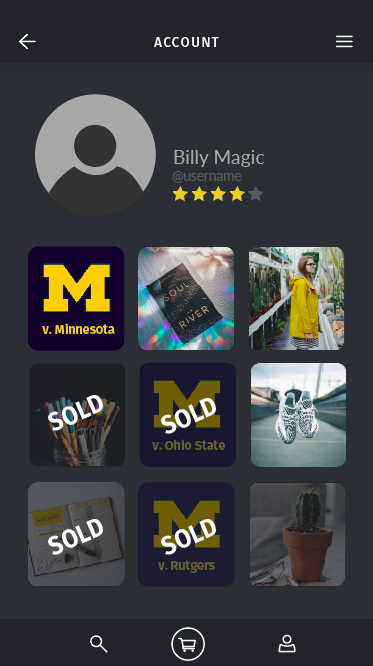 ACCOUNT
Billy Magic
@username
M
v. Minnesota
SOUL
RIVER
SOLD
M
SOLD
v. Ohio State
SOLD
M
SOLD
v. Rutgers